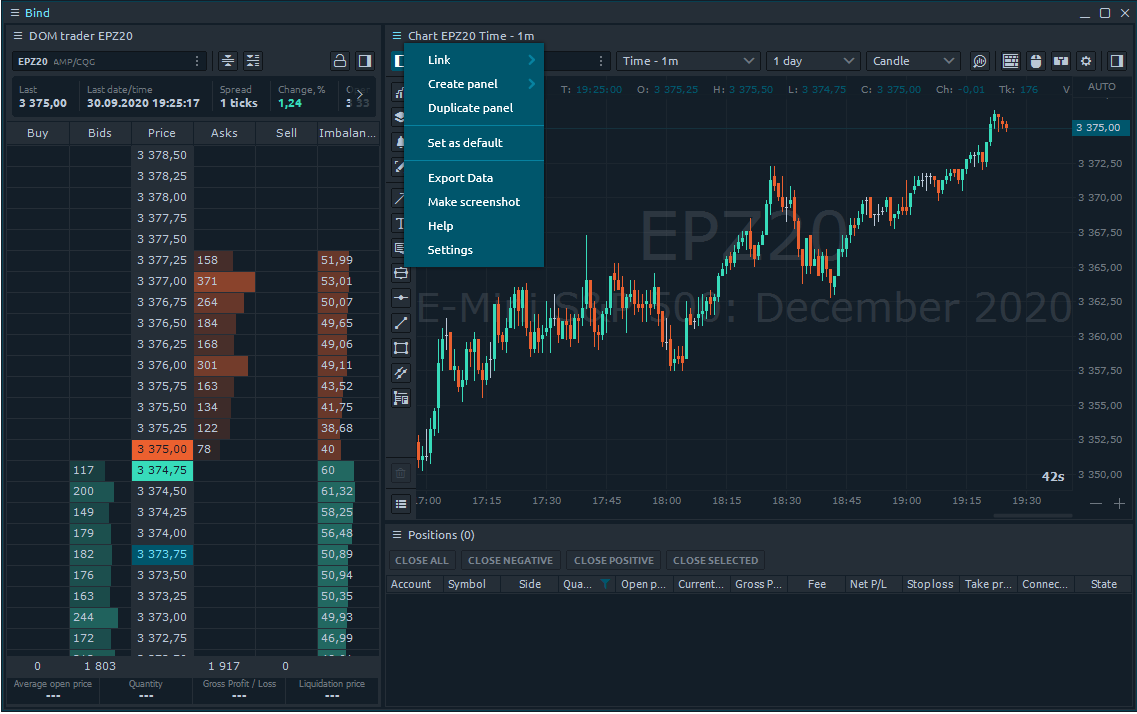 Bind
DOM trader EPZ20
EPZ20 AMP/CQG
Last Last date/time Spread Change, %
3 375,00 30.09.2020 19:25:17 1 ticks 1,24
Buy Bids Price Asks Sell Imbalan...
3 378,50
3 378,25
3 378,00
3 377,75
3 377,50
3 377,25 158 51,99
3 377,00 371 53,01
3 376,75 264 50,07
3 376,50 184 49,65
3 376,25 168 49,06
3 376,00 301 49,11
3 375,75 163 43,52
3 375,50 134 41,75
3 375,25 122 38,68
3 375,00 78 40
117 3 374,75 60
200 3 374,50 61,32
149 3 374,25 58,25
179 3 374,00 56,48
182 3 373,75 50,89
176 3 373,50 50,94
163 3 373,25 50,35
244 3 373,00 49,93
172 3 372,75 46,99
0 1 803 1 917 0
Average open price Quantity Gross Profit / Loss Liquidation price
--- --- --- ---
Chart EPZ20 Time - 1m
Time - 1m 1 day Candle
Link
Create panel
Duplicate panel
Set as default
Export Data
Make screenshot
Help
Settings
T: 19:25:00 O: 3 375,25 H: 3 375,50 L: 3 374,75 C: 3 375,00 Ch: -0,01 Tk: 176 V
AUTO
EPZ20
E-Mini S&P 500: December 2020
3 375,00
3 372,50
3 370,00
3 367,50
3 365,00
3 362,50
3 360,00
3 357,50
3 355,00
3 352,50
3 350,00
42s
17:00 17:15 17:30 17:45 18:00 18:15 18:30 18:45 19:00 19:15 19:30
Positions (0)
CLOSE ALL CLOSE NEGATIVE CLOSE POSITIVE CLOSE SELECTED
Account Symbol Side Qua... Open p... Current... Gross P... Fee Net P/L Stop loss Take pr... Connec... State